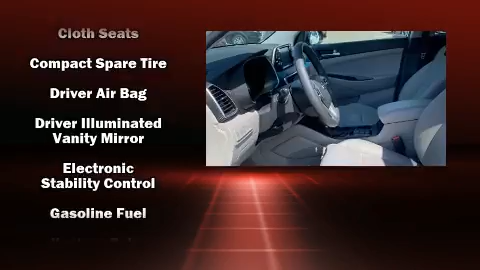 Cloth Seats
Compact Spare Tire
Driver Air Bag
Driver Illuminated
Vanity Mirror
Electronic
Stability Control
Gasoline Fuel